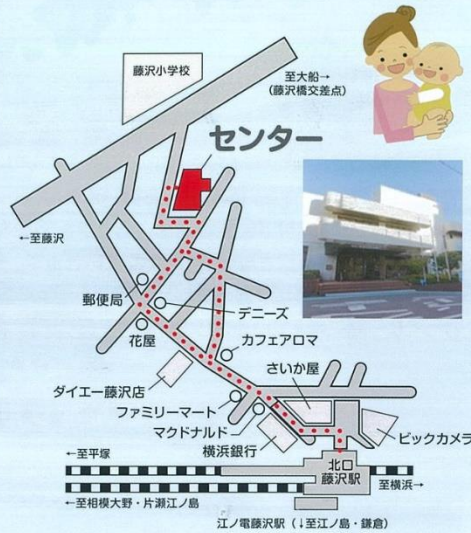 藤沢小学校
至大船→
(藤沢橋交差点)
センター
←至藤沢
郵便局
デニーズ
花屋
カフェアロマ
ダイエー藤沢店
さいか屋
ファミリーマート
マクドナルド
横浜銀行
ビックカメラ
←至平塚
北口
藤沢駅
至横浜→
←至相模大野・片瀬江ノ島
江ノ電藤沢駅(↓至江ノ島・鎌倉)